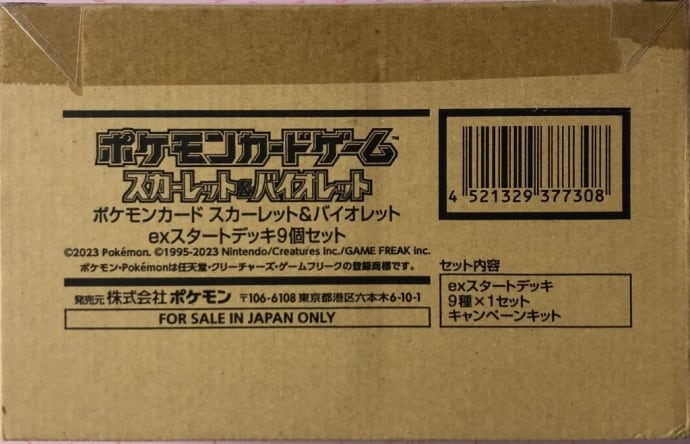 ポケモンカードゲーム™
スカーレット&バイオレット
ポケモンカード スカーレット&バイオレット
exスタートデッキ9個セット
©2023 Pokémon. ©1995-2023 Nintendo/Creatures Inc./GAME FREAK inc.
ポケモン・Pokémonは任天堂・クリーチャーズ・ゲームフリークの登録商標です。
発売元 株式会社 ポケモン 〒106-6108 東京都港区六本木6-10-1
FOR SALE IN JAPAN ONLY
4 521329 377308
セット内容
exスタートデッキ
9種×1セット
キャンペーンキット